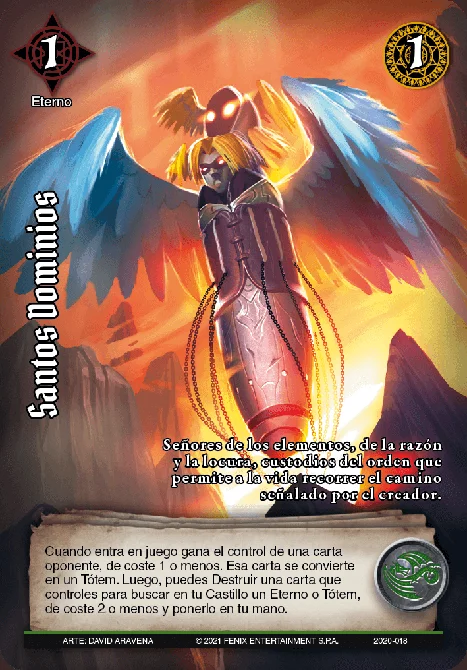 1
1
Eterno
Santos Dominios
Señores de los elementos, de la razón
y la locura, custodios del orden que
permite a la vida recorrer el camino
señalado por el creador.
Cuando entra en juego gana el control de una carta
oponente, de coste 1 o menos. Esa carta se convierte
en un Tótem. Luego, puedes Destruir una carta que
controles para buscar en tu Castillo un Eterno o Tótem,
de coste 2 o menos y ponerlo en tu mano.
ARTE: DAVID ARAVENA © 2021 FENIX ENTERTAINMENT S.P.A. 2020-018